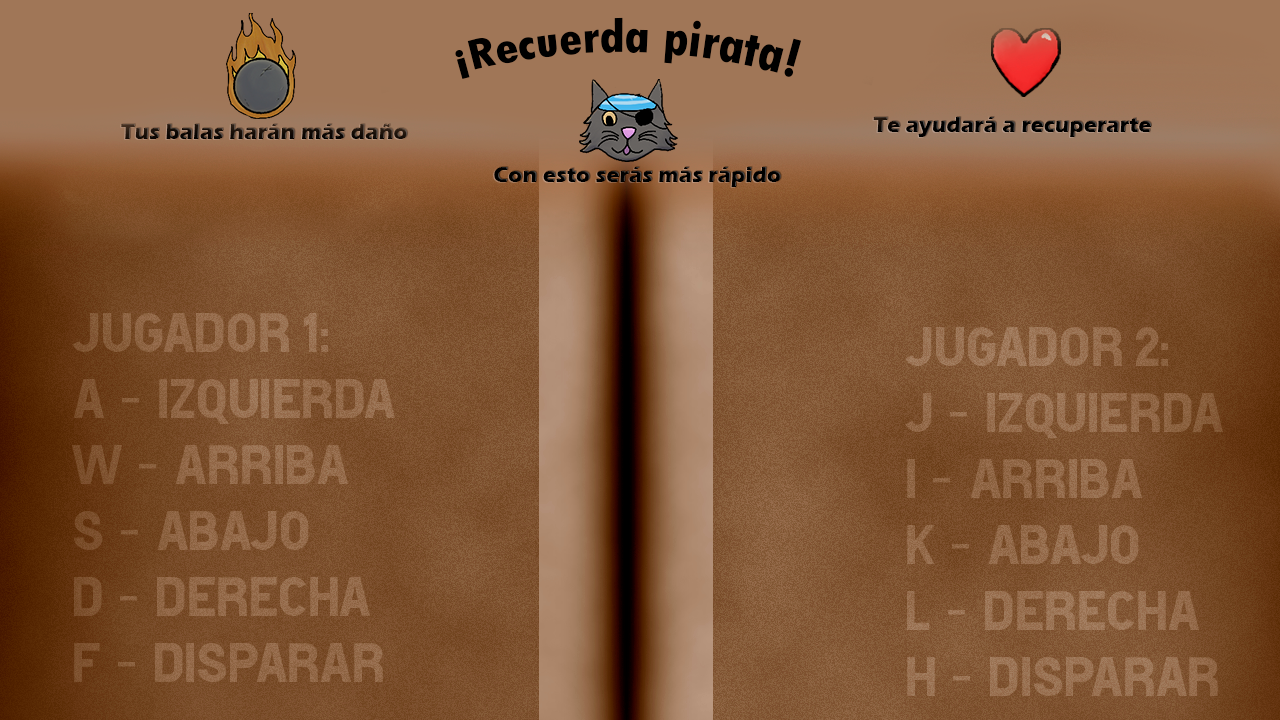 ¡Recuerda pirata!
Tus balas harán más daño
Con esto serás más rápido
Te ayudará a recuperarte
JUGADOR 1:
A - IZQUIERDA
W - ARRIBA
S - ABAJO
D - DERECHA
F - DISPARAR
JUGADOR 2:
J - IZQUIERDA
I - ARRIBA
K - ABAJO
L - DERECHA
H - DISPARAR